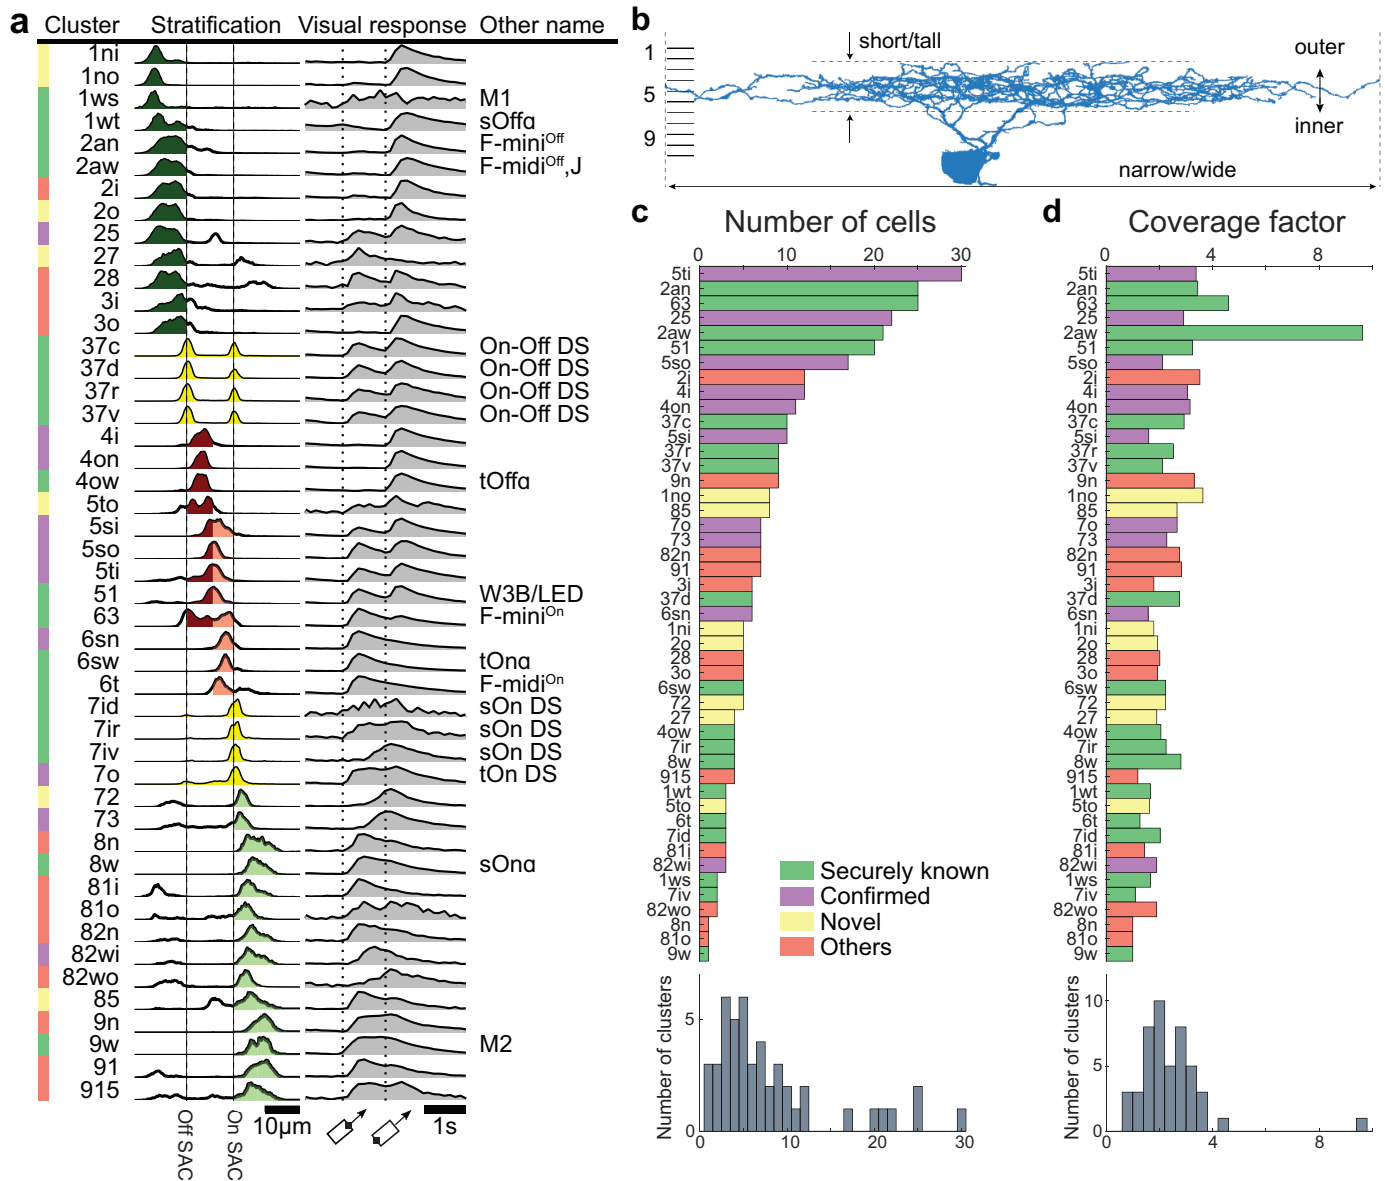 a
Cluster Stratification Visual response Other name
1ni
1no
1ws M1
1wt sOffα
2an F-miniOff
2aw F-midiOff,J
2i
2o
25
27
28
3i
3o
37c On-Off DS
37d On-Off DS
37r On-Off DS
37v On-Off DS
4i
4on
4ow tOffα
5to
5si
5so
5ti
51 W3B/LED
63 F-miniOn
6sn
6sw tOnα
6t F-midiOn
7id sOn DS
7ir sOn DS
7iv sOn DS
7o tOn DS
72
73
8n
8w sOnα
81i
81o
82n
82wi
82wo
85
9n
9w M2
91
915
Off SAC
On SAC
10μm
1s
b
1
5
9
short/tall
outer
inner
narrow/wide
c
Number of cells
0 10 20 30
5ti
2an
63
25
2aw
51
5so
2i
4i
4on
37c
5si
37r
37v
9n
1no
85
7o
73
82n
91
3i
37d
6sn
1ni
2o
28
3o
6sw
72
27
4ow
7ir
8w
915
1wt
5to
6t
7id
81i
82wi
1ws
7iv
82wo
8n
81o
9w
Securely known
Confirmed
Novel
Others
Number of clusters
5
0
0 10 20 30
d
Coverage factor
0 4 8
5ti
2an
63
25
2aw
51
5so
2i
4i
4on
37c
5si
37r
37v
9n
1no
85
7o
73
82n
91
3i
37d
6sn
1ni
2o
28
3o
6sw
72
27
4ow
7ir
8w
915
1wt
5to
6t
7id
81i
82wi
1ws
7iv
82wo
8n
81o
9w
Number of clusters
10
5
0
0 4 8